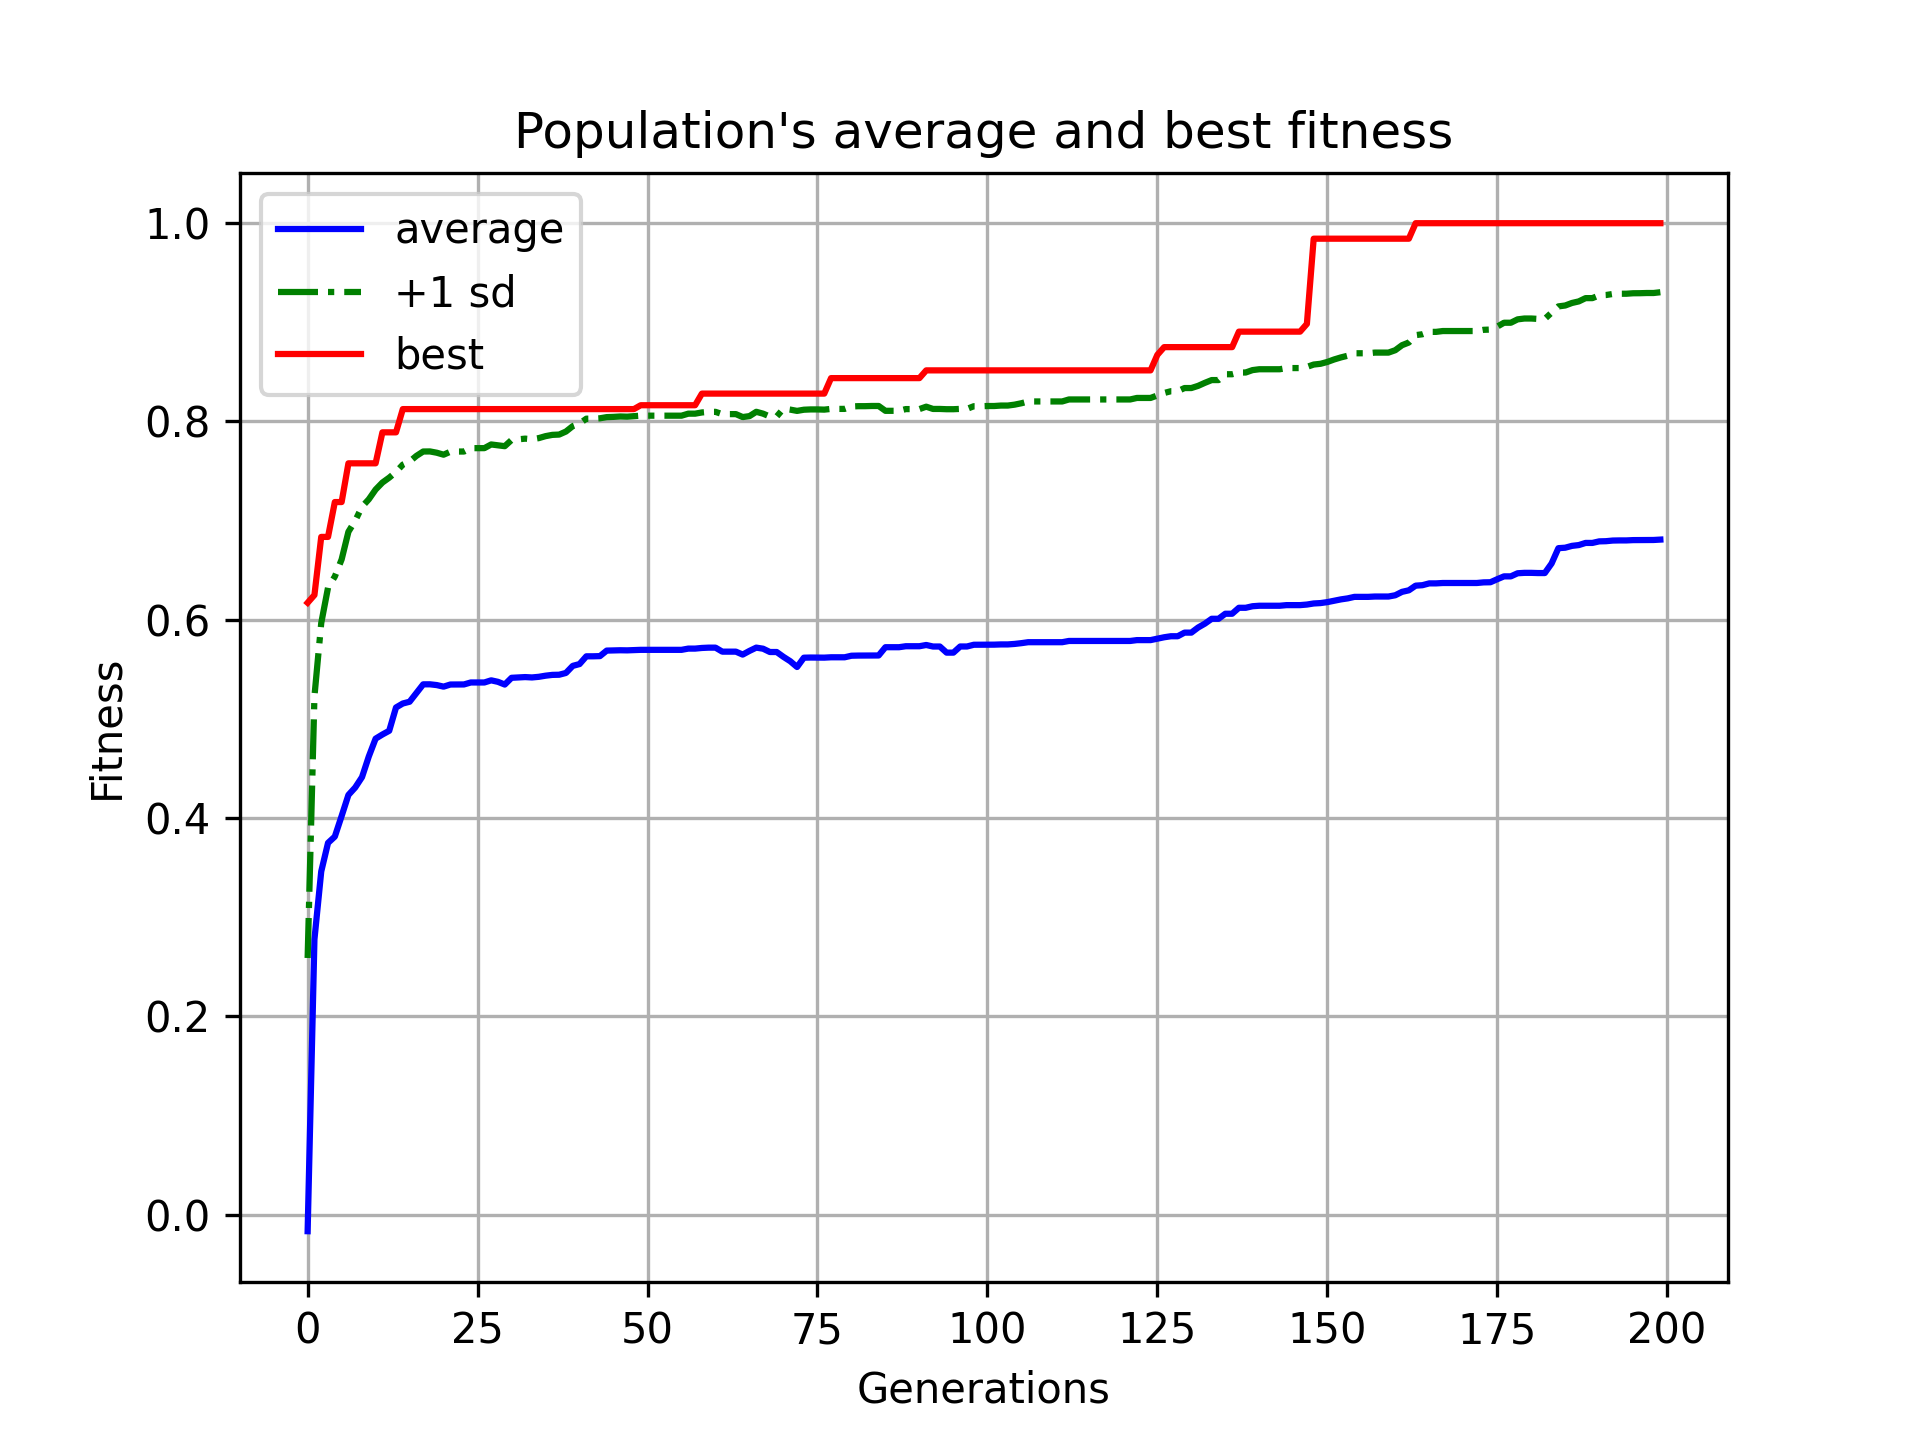 Population's average and best fitness
average
+1 sd
best
1.0
0.8
0.6
0.4
0.2
0.0
Fitness
0 25 50 75 100 125 150 175 200
Generations